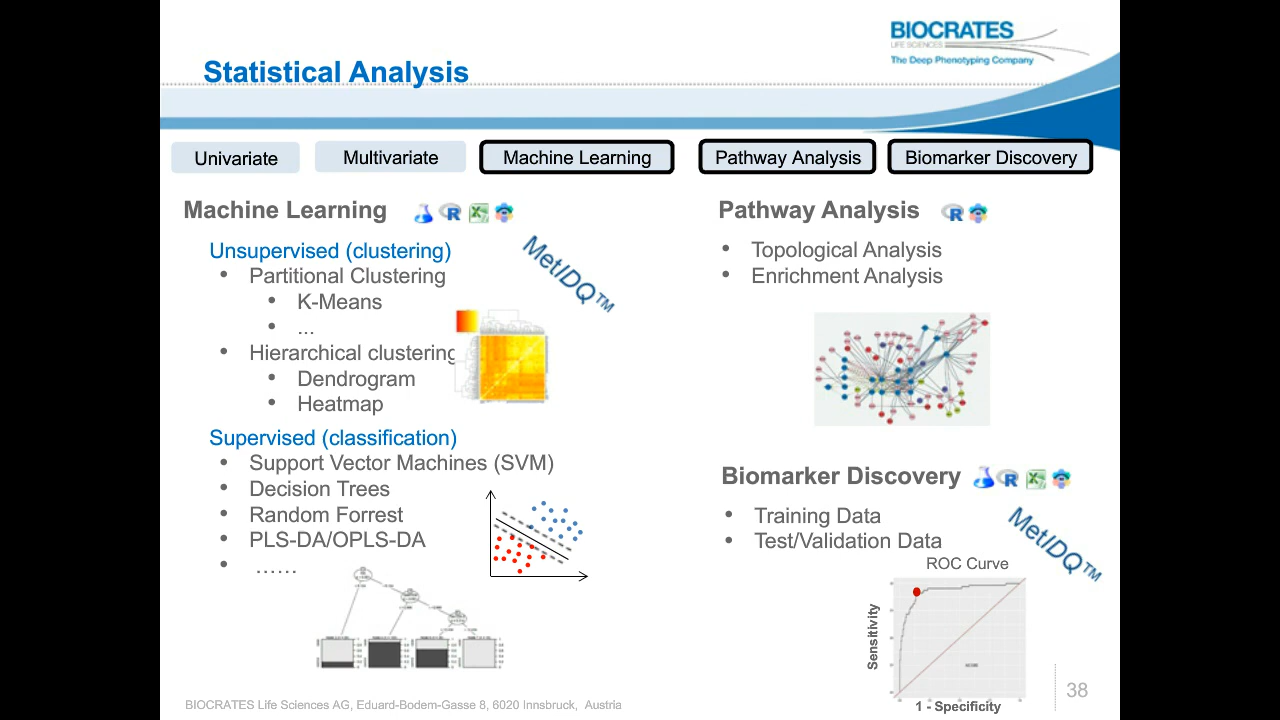 Statistical Analysis
BIOCRATES
LIFE SCIENCES
The Deep Phenotyping Company
Univariate
Multivariate
Machine Learning
Pathway Analysis
Biomarker Discovery
Machine Learning
Unsupervised (clustering)
• Partitional Clustering
• K-Means
• ...
• Hierarchical clustering
• Dendrogram
• Heatmap
MetIDQ™
Supervised (classification)
• Support Vector Machines (SVM)
• Decision Trees
• Random Forrest
• PLS-DA/OPLS-DA
• ......
Pathway Analysis
• Topological Analysis
• Enrichment Analysis
Biomarker Discovery
• Training Data
• Test/Validation Data
MetIDQ™
ROC Curve
Sensitivity
1 - Specificity
BIOCRATES Life Sciences AG, Eduard-Bodem-Gasse 8, 6020 Innsbruck, Austria
38